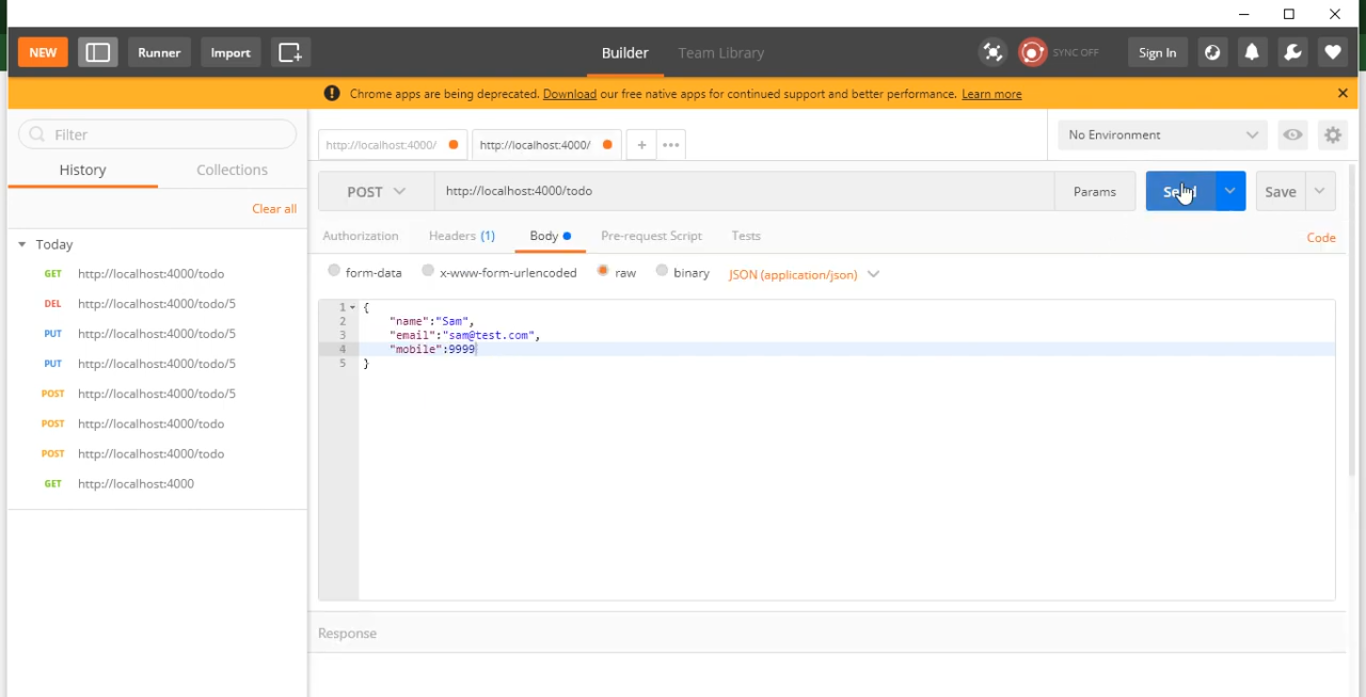 NEW Runner Import Builder Team Library SYNC OFF Sign In
Chrome apps are being deprecated. Download our free native apps for continued support and better performance. Learn more
Filter
History Collections
Clear all
Today
GET http://localhost:4000/todo
DEL http://localhost:4000/todo/5
PUT http://localhost:4000/todo/5
PUT http://localhost:4000/todo/5
POST http://localhost:4000/todo/5
POST http://localhost:4000/todo
POST http://localhost:4000/todo
GET http://localhost:4000
http://localhost:4000/ http://localhost:4000/ + •••
No Environment
POST http://localhost:4000/todo Params Send Save
Authorization Headers (1) Body Pre-request Script Tests Code
form-data x-www-form-urlencoded raw binary JSON (application/json)
1 {
2 "name":"Sam",
3 "email":"sam@test.com",
4 "mobile":9999
5 }
Response